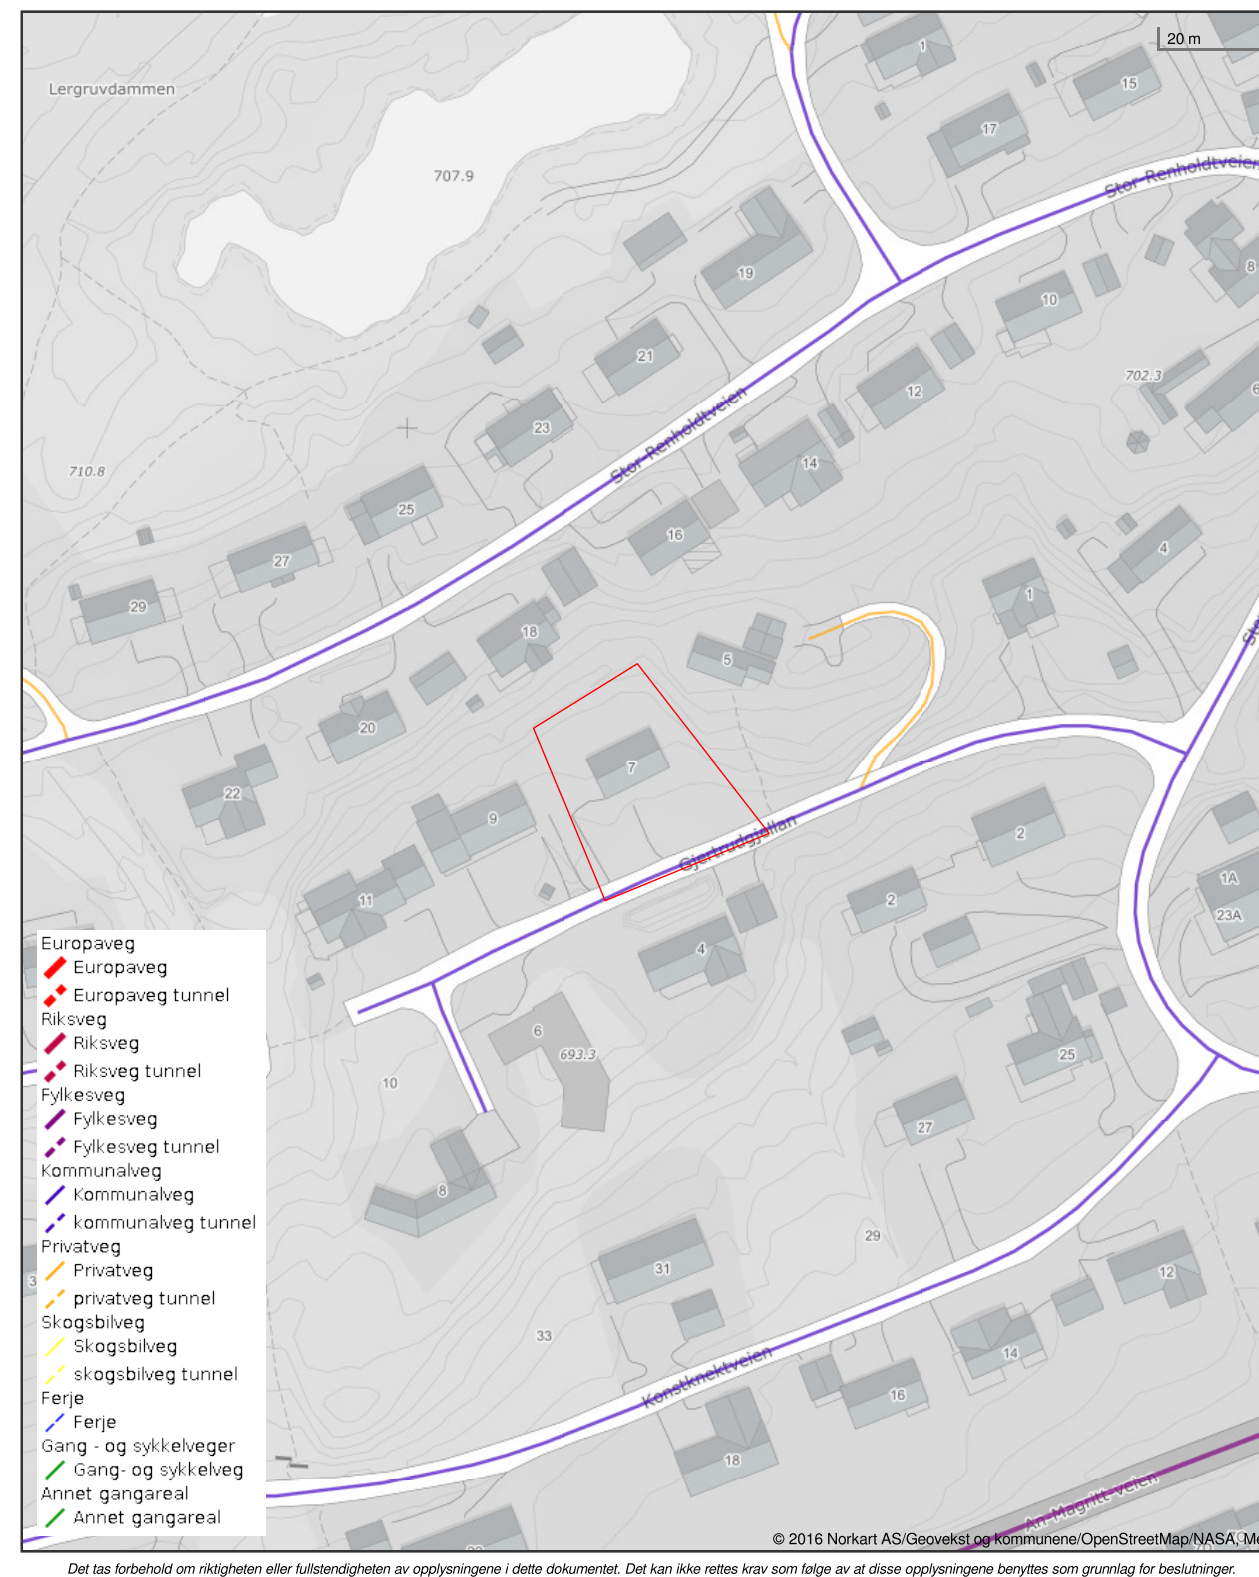 20 m
1
15
Lergruvdammen
17
707.9
Stor-Renholdtveien
19
8
10
21
702.3
12
6
Stor-Renholdtveien
23
14
710.8
25
16
27
4
1
29
18
5
20
7
22
9
Gjertrudgjellan
2
1A
11
2
23A
4
6
693.3
25
10
27
8
29
31
12
33
14
Konstknektveien
16
18
An-Magritt-veien
Europaveg
Europaveg
Europaveg tunnel
Riksveg
Riksveg
Riksveg tunnel
Fylkesveg
Fylkesveg
Fylkesveg tunnel
Kommunalveg
Kommunalveg
kommunalveg tunnel
Privatveg
Privatveg
privatveg tunnel
Skogsbilveg
Skogsbilveg
skogsbilveg tunnel
Ferje
Ferje
Gang - og sykkelveger
Gang- og sykkelveg
Annet gangareal
Annet gangareal
© 2016 Norkart AS/Geovekst og kommunene/OpenStreetMap/NASA, Me
Det tas forbehold om riktigheten eller fullstendigheten av opplysningene i dette dokumentet. Det kan ikke rettes krav som følge av at disse opplysningene benyttes som grunnlag for beslutninger.